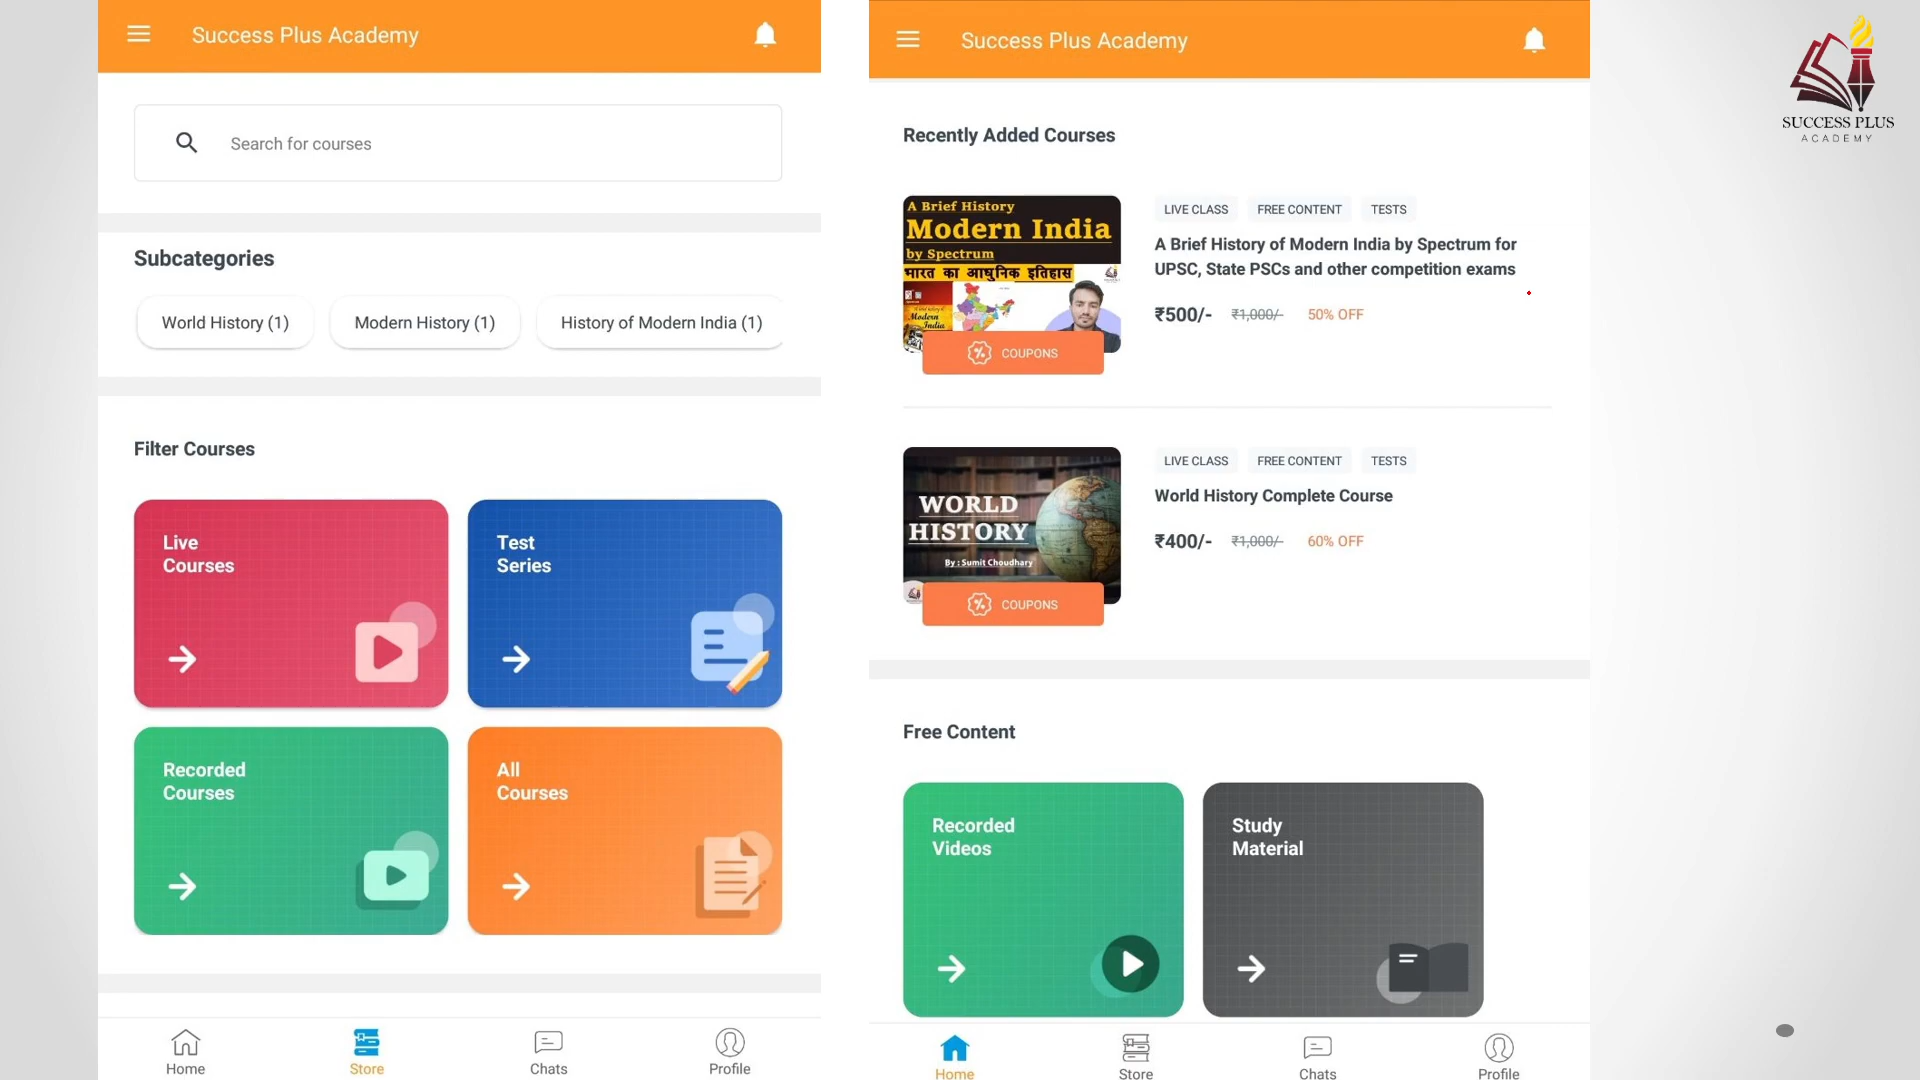 Success Plus Academy
Search for courses
Subcategories
World History (1)
Modern History (1)
History of Modern India (1)
Filter Courses
Live
Courses
Test
Series
Recorded
Courses
All
Courses
Home
Store
Chats
Profile
Success Plus Academy
Recently Added Courses
A Brief History
Modern India
by Spectrum
भारत का आधुनिक इतिहास
Modern
India
COUPONS
LIVE CLASS
FREE CONTENT
TESTS
A Brief History of Modern India by Spectrum for
UPSC, State PSCs and other competition exams
₹500/- ₹1,000/- 50% OFF
WORLD
HISTORY
By : Sumit Choudhary
COUPONS
LIVE CLASS
FREE CONTENT
TESTS
World History Complete Course
₹400/- ₹1,000/- 60% OFF
Free Content
Recorded
Videos
Study
Material
Home
Store
Chats
Profile
SUCCESS PLUS
ACADEMY